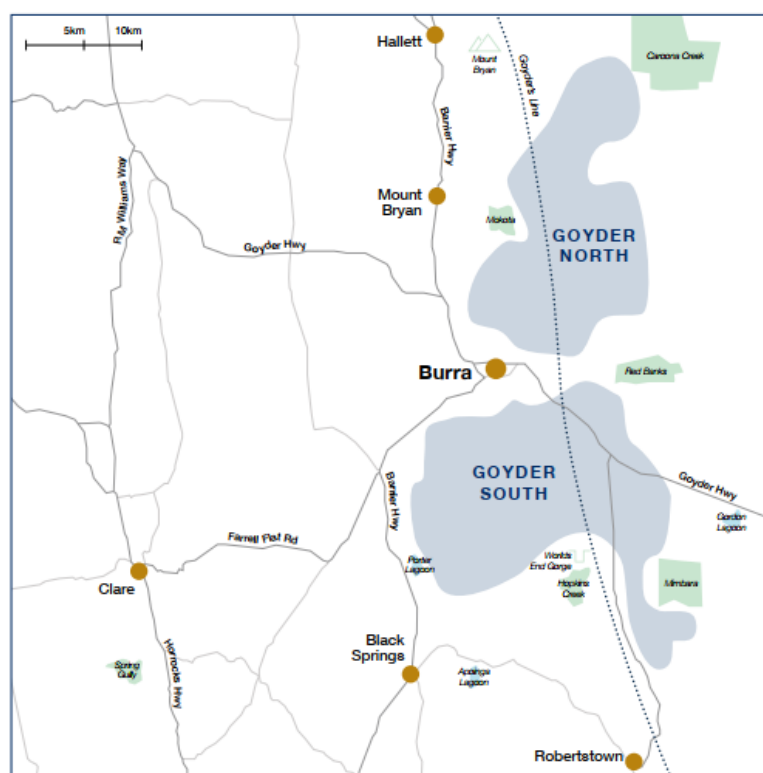 5km 10km
Hallett
Mount
Bryan
Goyder's Line
Caroona Creek
Barrier Hwy
RM Williams Way
Mount
Bryan
Mokota
GOYDER
NORTH
Goyder Hwy
Burra
Red Banks
GOYDER
SOUTH
Goyder Hwy
Barrier Hwy
Gordon
Lagoon
Farrell Flat Rd
Porter
Lagoon
Worlds
End Gorge
Hopkins
Creek
Mimbara
Clare
Black
Springs
Horrocks Hwy
Spring
Gully
Apoinga
Lagoon
Robertstown